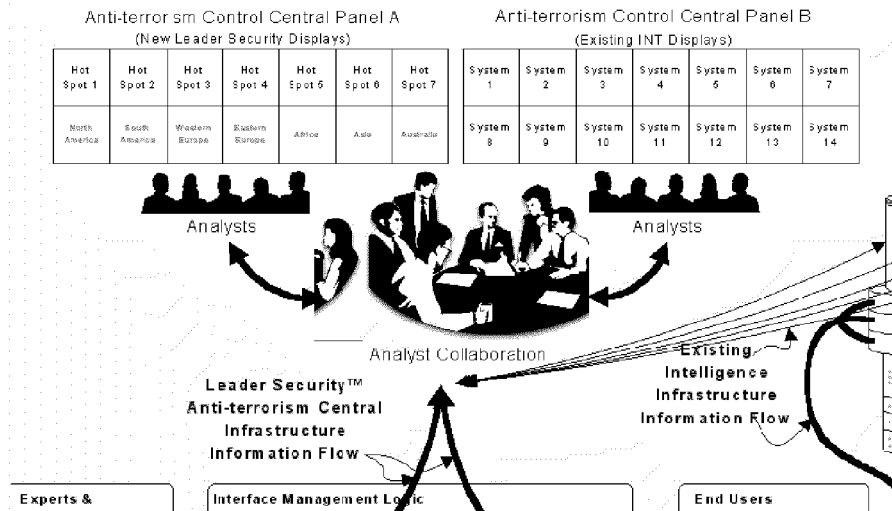 Anti-terrorism Control Central Panel A
(New Leader Security Displays)
Hot Spot 1
Hot Spot 2
Hot Spot 3
Hot Spot 4
Hot Spot 5
Hot Spot 6
Hot Spot 7
North America
South America
Western Europe
Eastern Europe
Africa
Asia
Australia
Anti-terrorism Control Central Panel B
(Existing INT Displays)
System 1
System 2
System 3
System 4
System 5
System 6
System 7
System 8
System 9
System 10
System 11
System 12
System 13
System 14
Analysts
Analysts
Analyst Collaboration
Leader Security™
Anti-terrorism Central
Infrastructure
Information Flow
Existing
Intelligence
Infrastructure
Information Flow
Experts &
Interface Management Logic
End Users